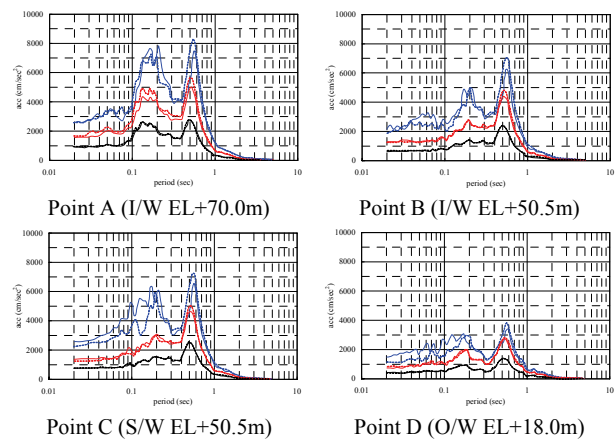 10000
8000
6000
4000
2000
0
acc (cm/sec²)
0.01 0.1 1 10
period (sec)
Point A (I/W EL+70.0m)
10000
8000
6000
4000
2000
0
acc (cm/sec²)
0.01 0.1 1 10
period (sec)
Point B (I/W EL+50.5m)
10000
8000
6000
4000
2000
0
acc (cm/sec²)
0.01 0.1 1 10
period (sec)
Point C (S/W EL+50.5m)
10000
8000
6000
4000
2000
0
acc (cm/sec²)
0.01 0.1 1 10
period (sec)
Point D (O/W EL+18.0m)